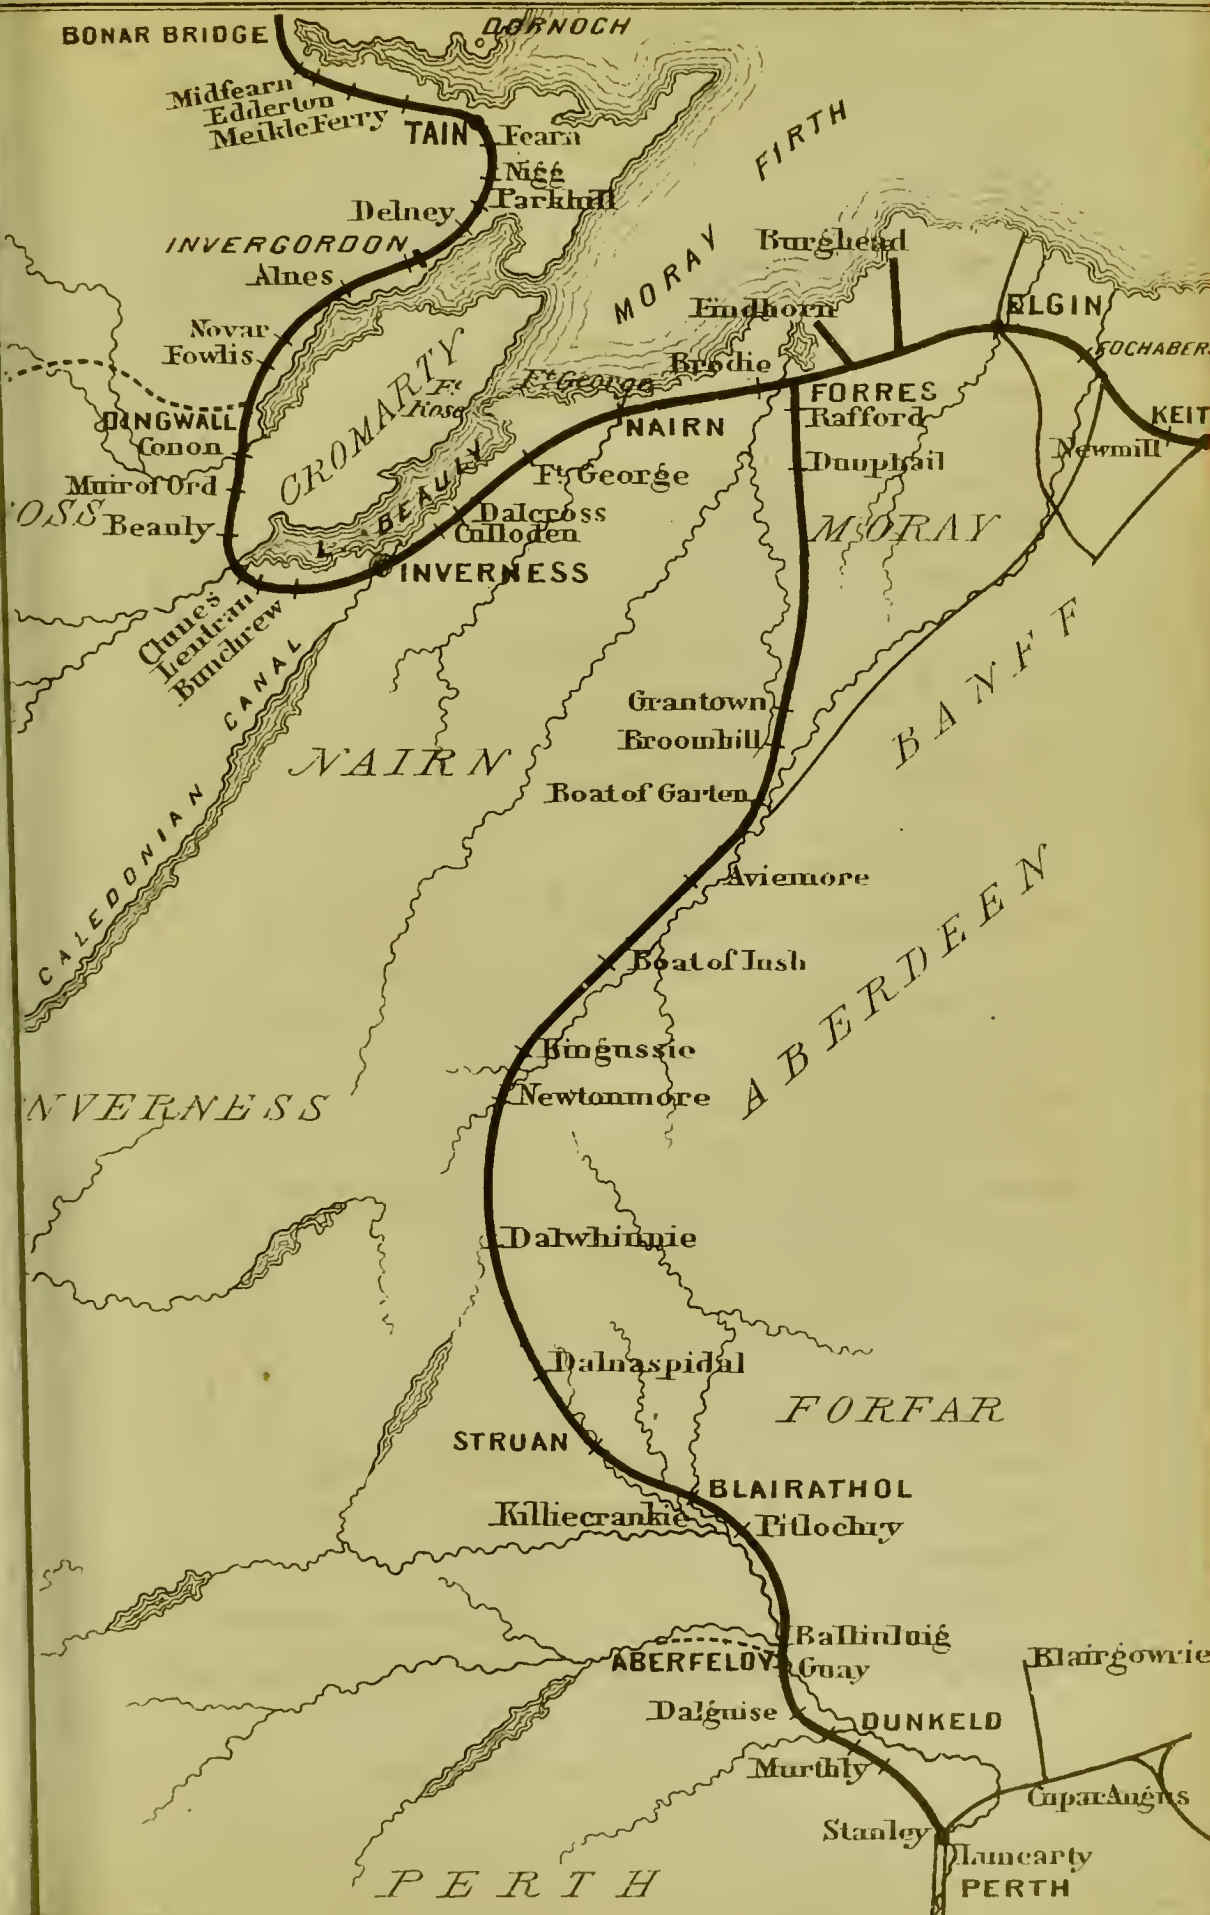 BONAR BRIDGE
DORNOCH
Midfearn
Edderton
Meikle Ferry
TAIN
Fearn
Nigg
Parkhill
Delney
INVERGORDON
Alnes
Novar
Fowlis
DINGWALL
Conon
Muir of Ord
OSS
Beauly
CROMARTY
Ft. Rose
MORAY FIRTH
Burghead
Findhorn
ELGIN
FOCHABERS
Brodie
Ft. George
FORRES
Rafford
KEIT
NAIRN
Newmill
Ft. George
Dunphail
L. BEAULY
Dalcross
Culloden
MORAY
INVERNESS
Clunes
Lentran
Bunchrew
CALEDONIAN CANAL
BANFF
Grantown
NAIRN
Broomhill
Boat of Garten
Aviemore
ABERDEEN
Boat of Insh
Kingussie
Newtonmore
NVERNESS
Dalwhinnie
Dalnaspidal
FORFAR
STRUAN
BLAIRATHOL
Killiecrankie
Pitlochry
Ballinluig
ABERFELDY
Guay
Blairgowrie
Dalguise
DUNKELD
Murthly
Cupar Angus
Stanley
Luncarty
PERTH
PERTH